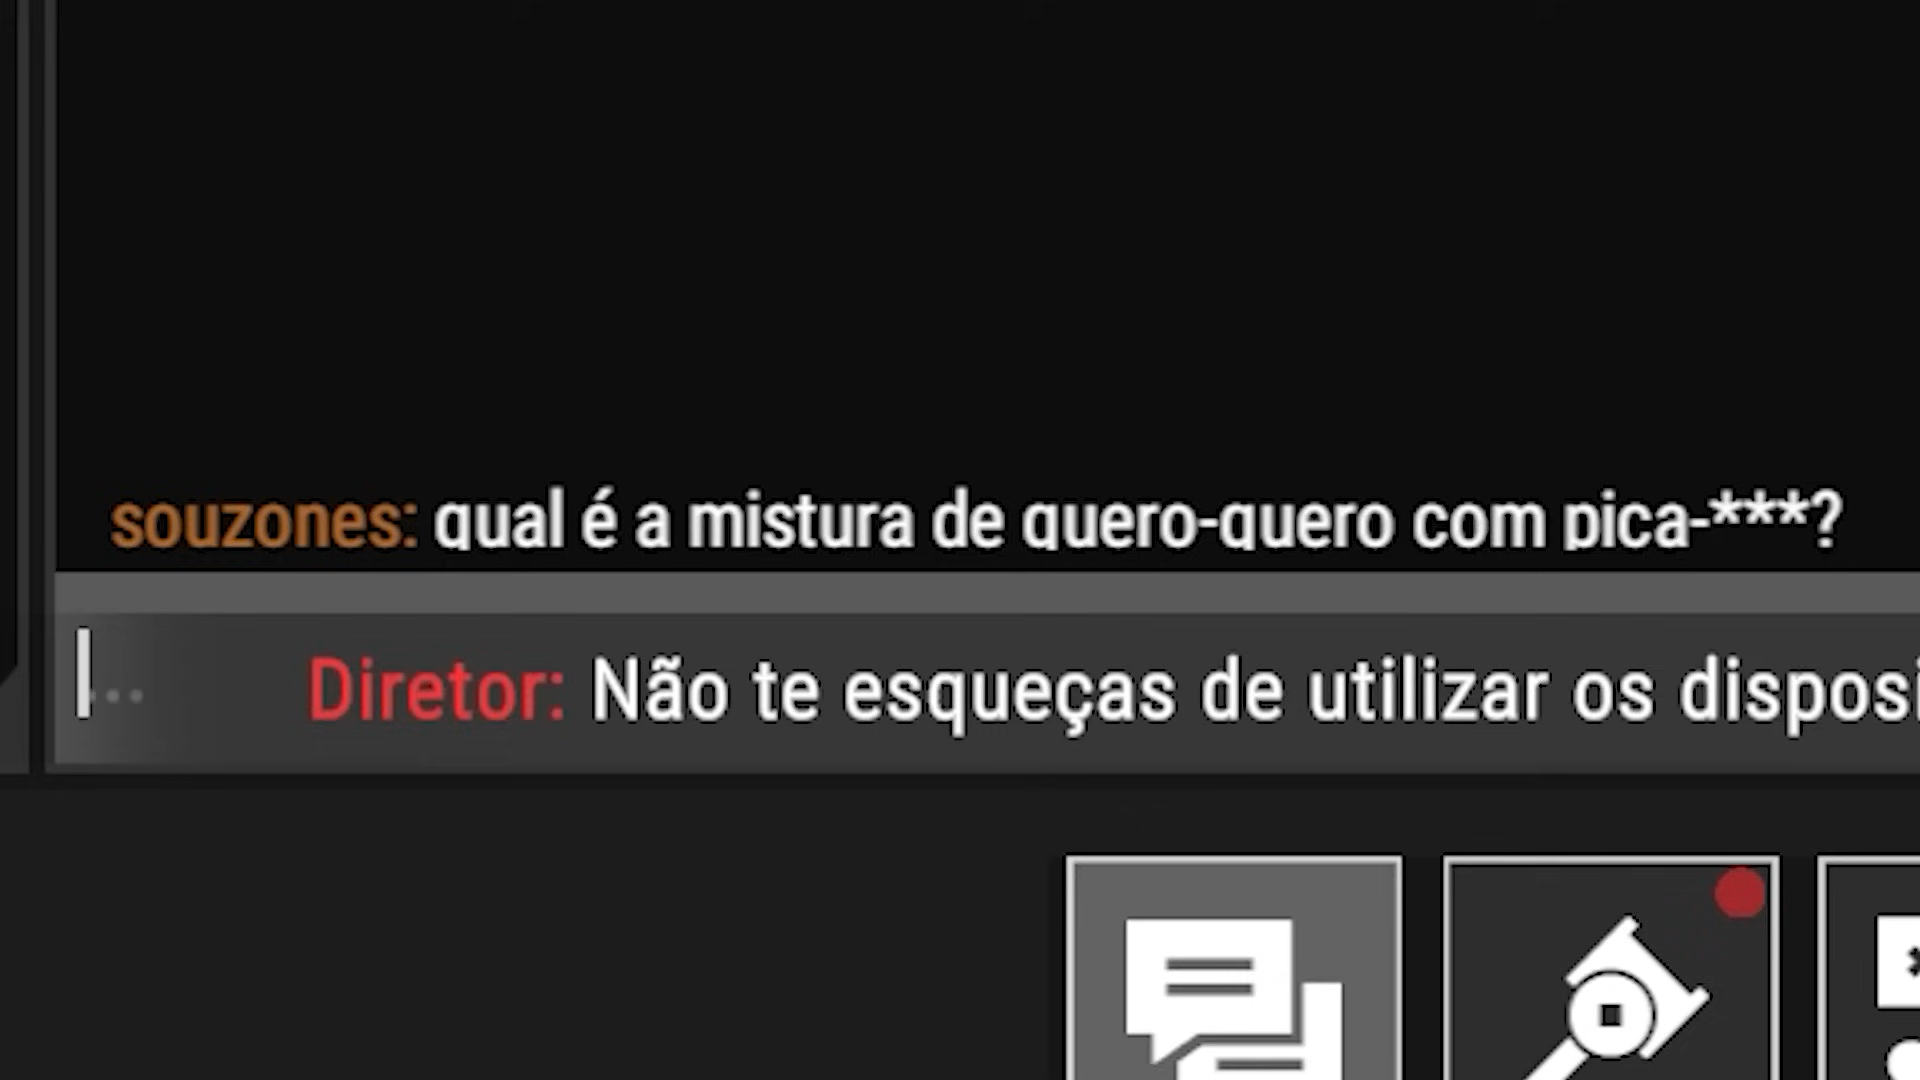 souzones: qual é a mistura de quero-quero com pica-***?
... Diretor: Não te esqueças de utilizar os disposi